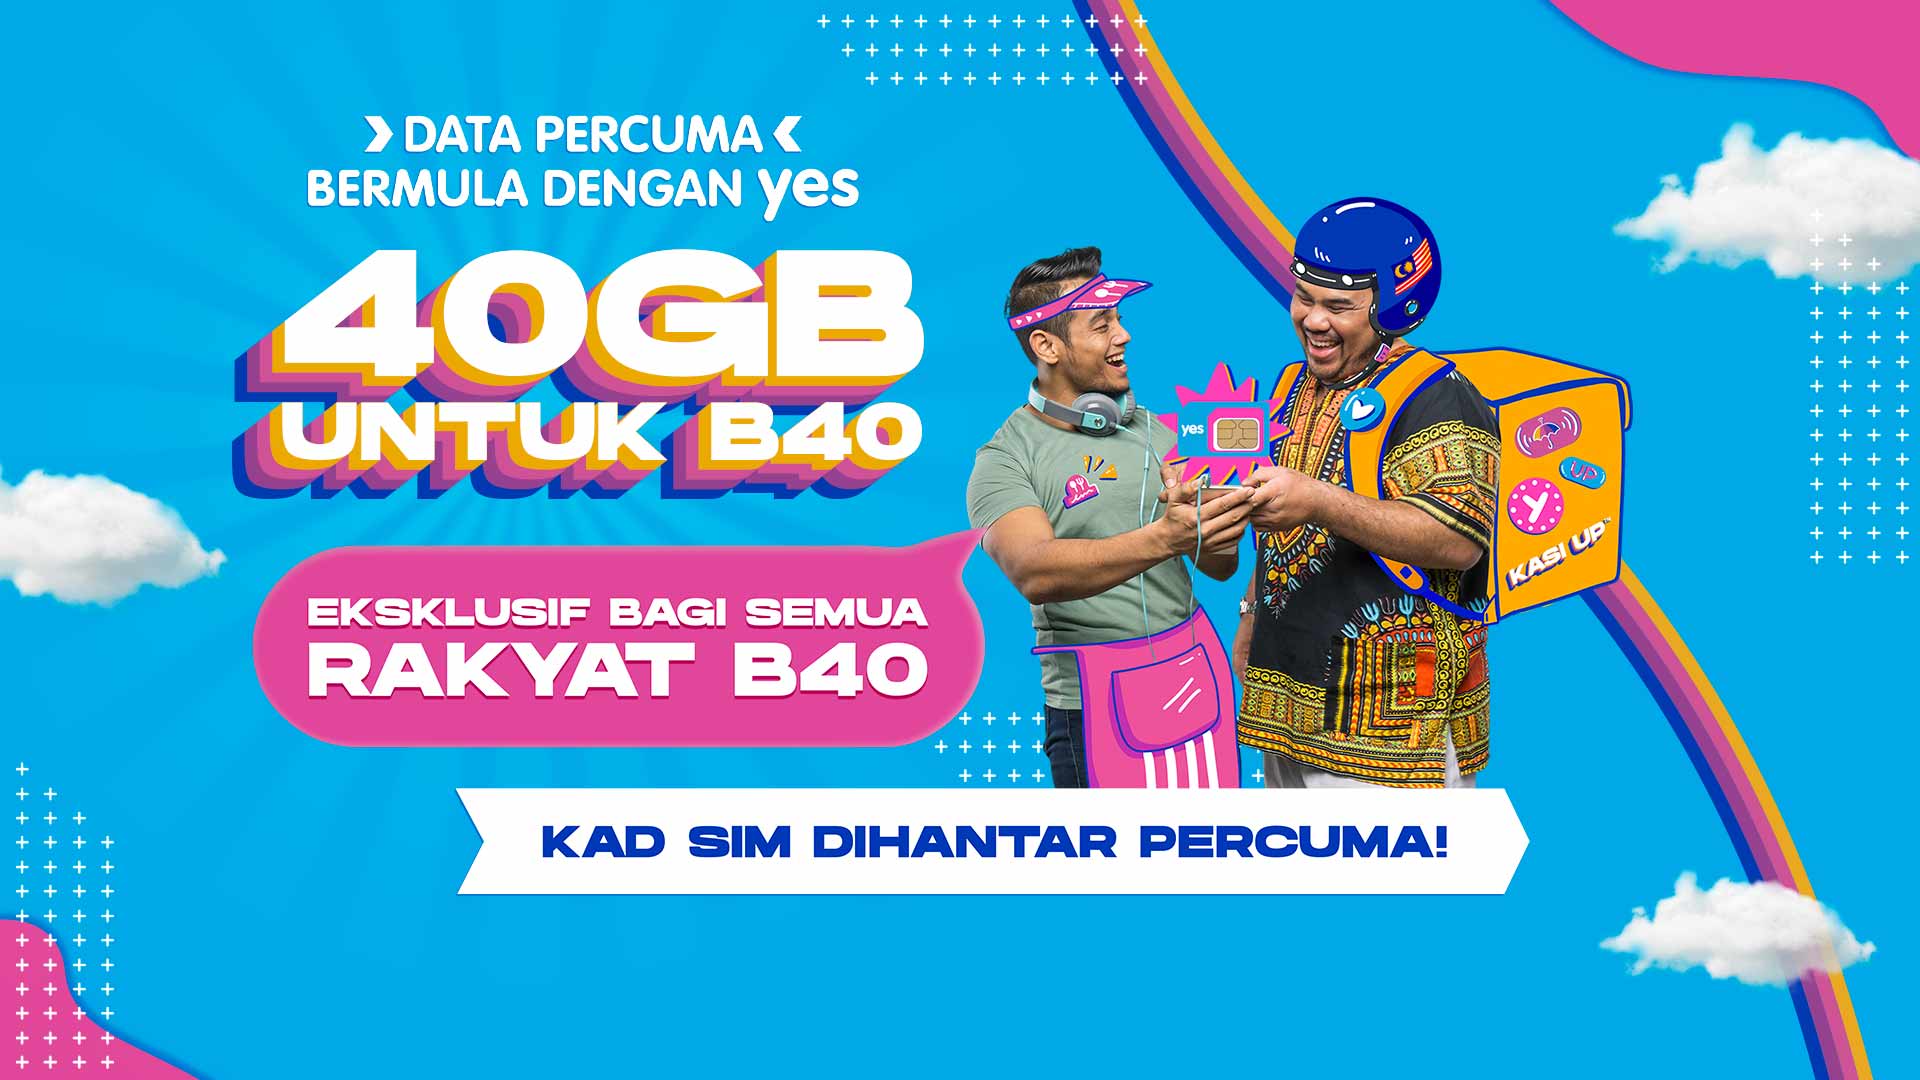 DATA PERCUMA
BERMULA DENGAN yes
40GB
UNTUK B40
EKSKLUSIF BAGI SEMUA
RAKYAT B40
yes
UP
y
KASI UP™
KAD SIM DIHANTAR PERCUMA!